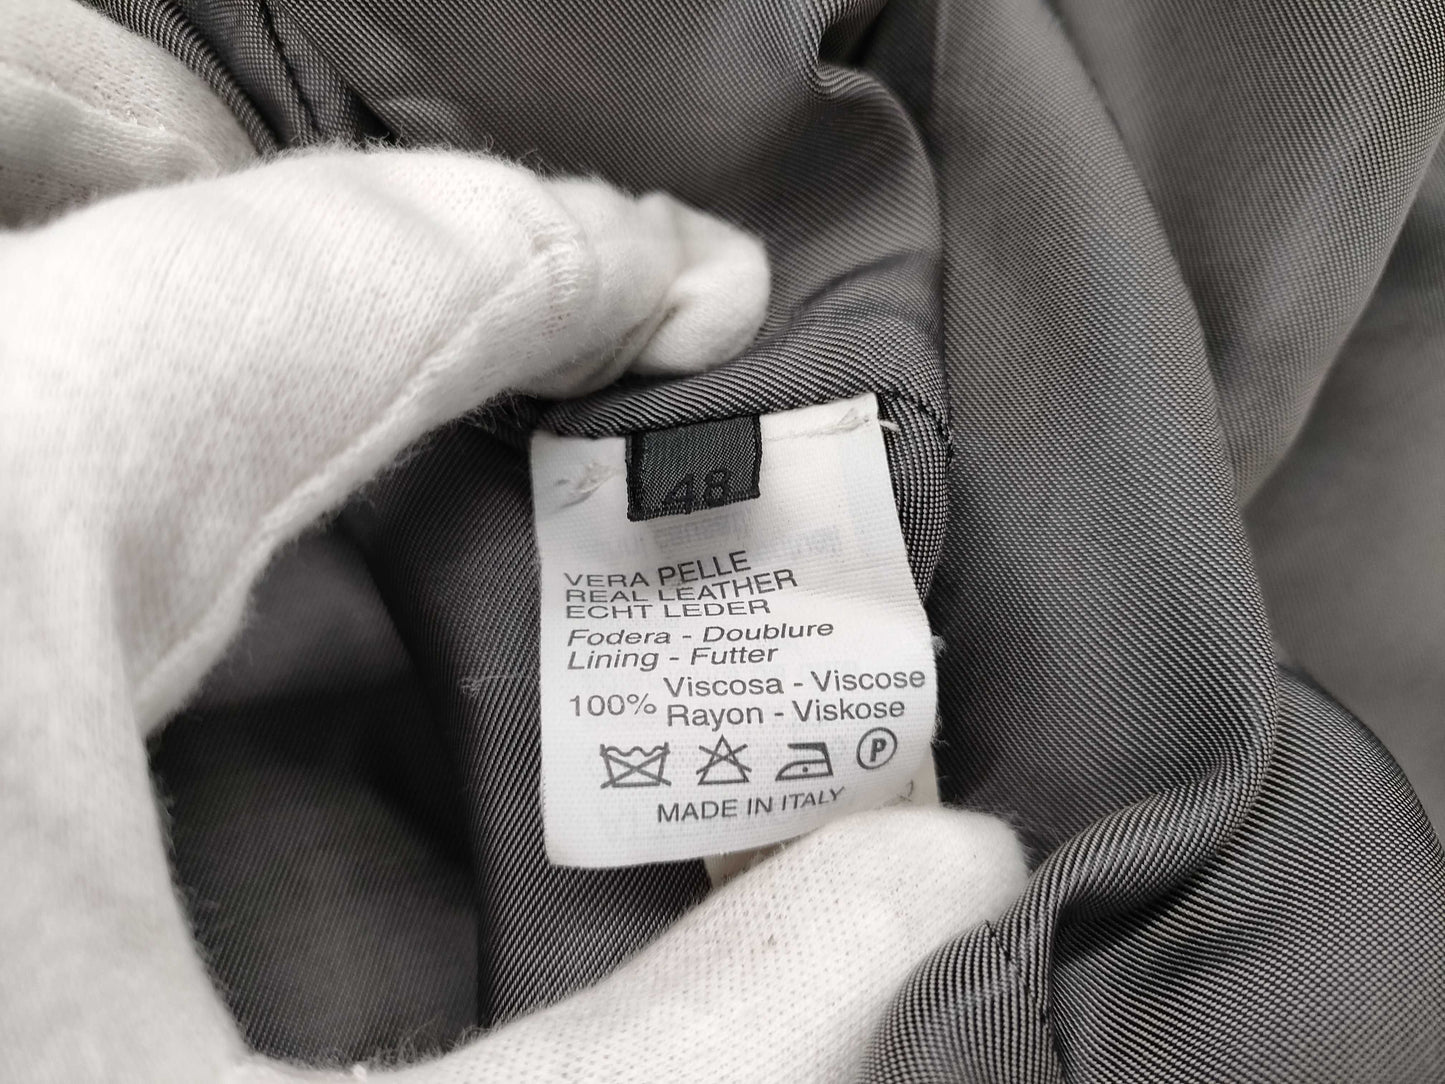 48
VERA PELLE
REAL LEATHER
ECHT LEDER
Fodera - Doublure
Lining - Futter
100% Viscosa - Viscose
Rayon - Viskose
P
MADE IN ITALY